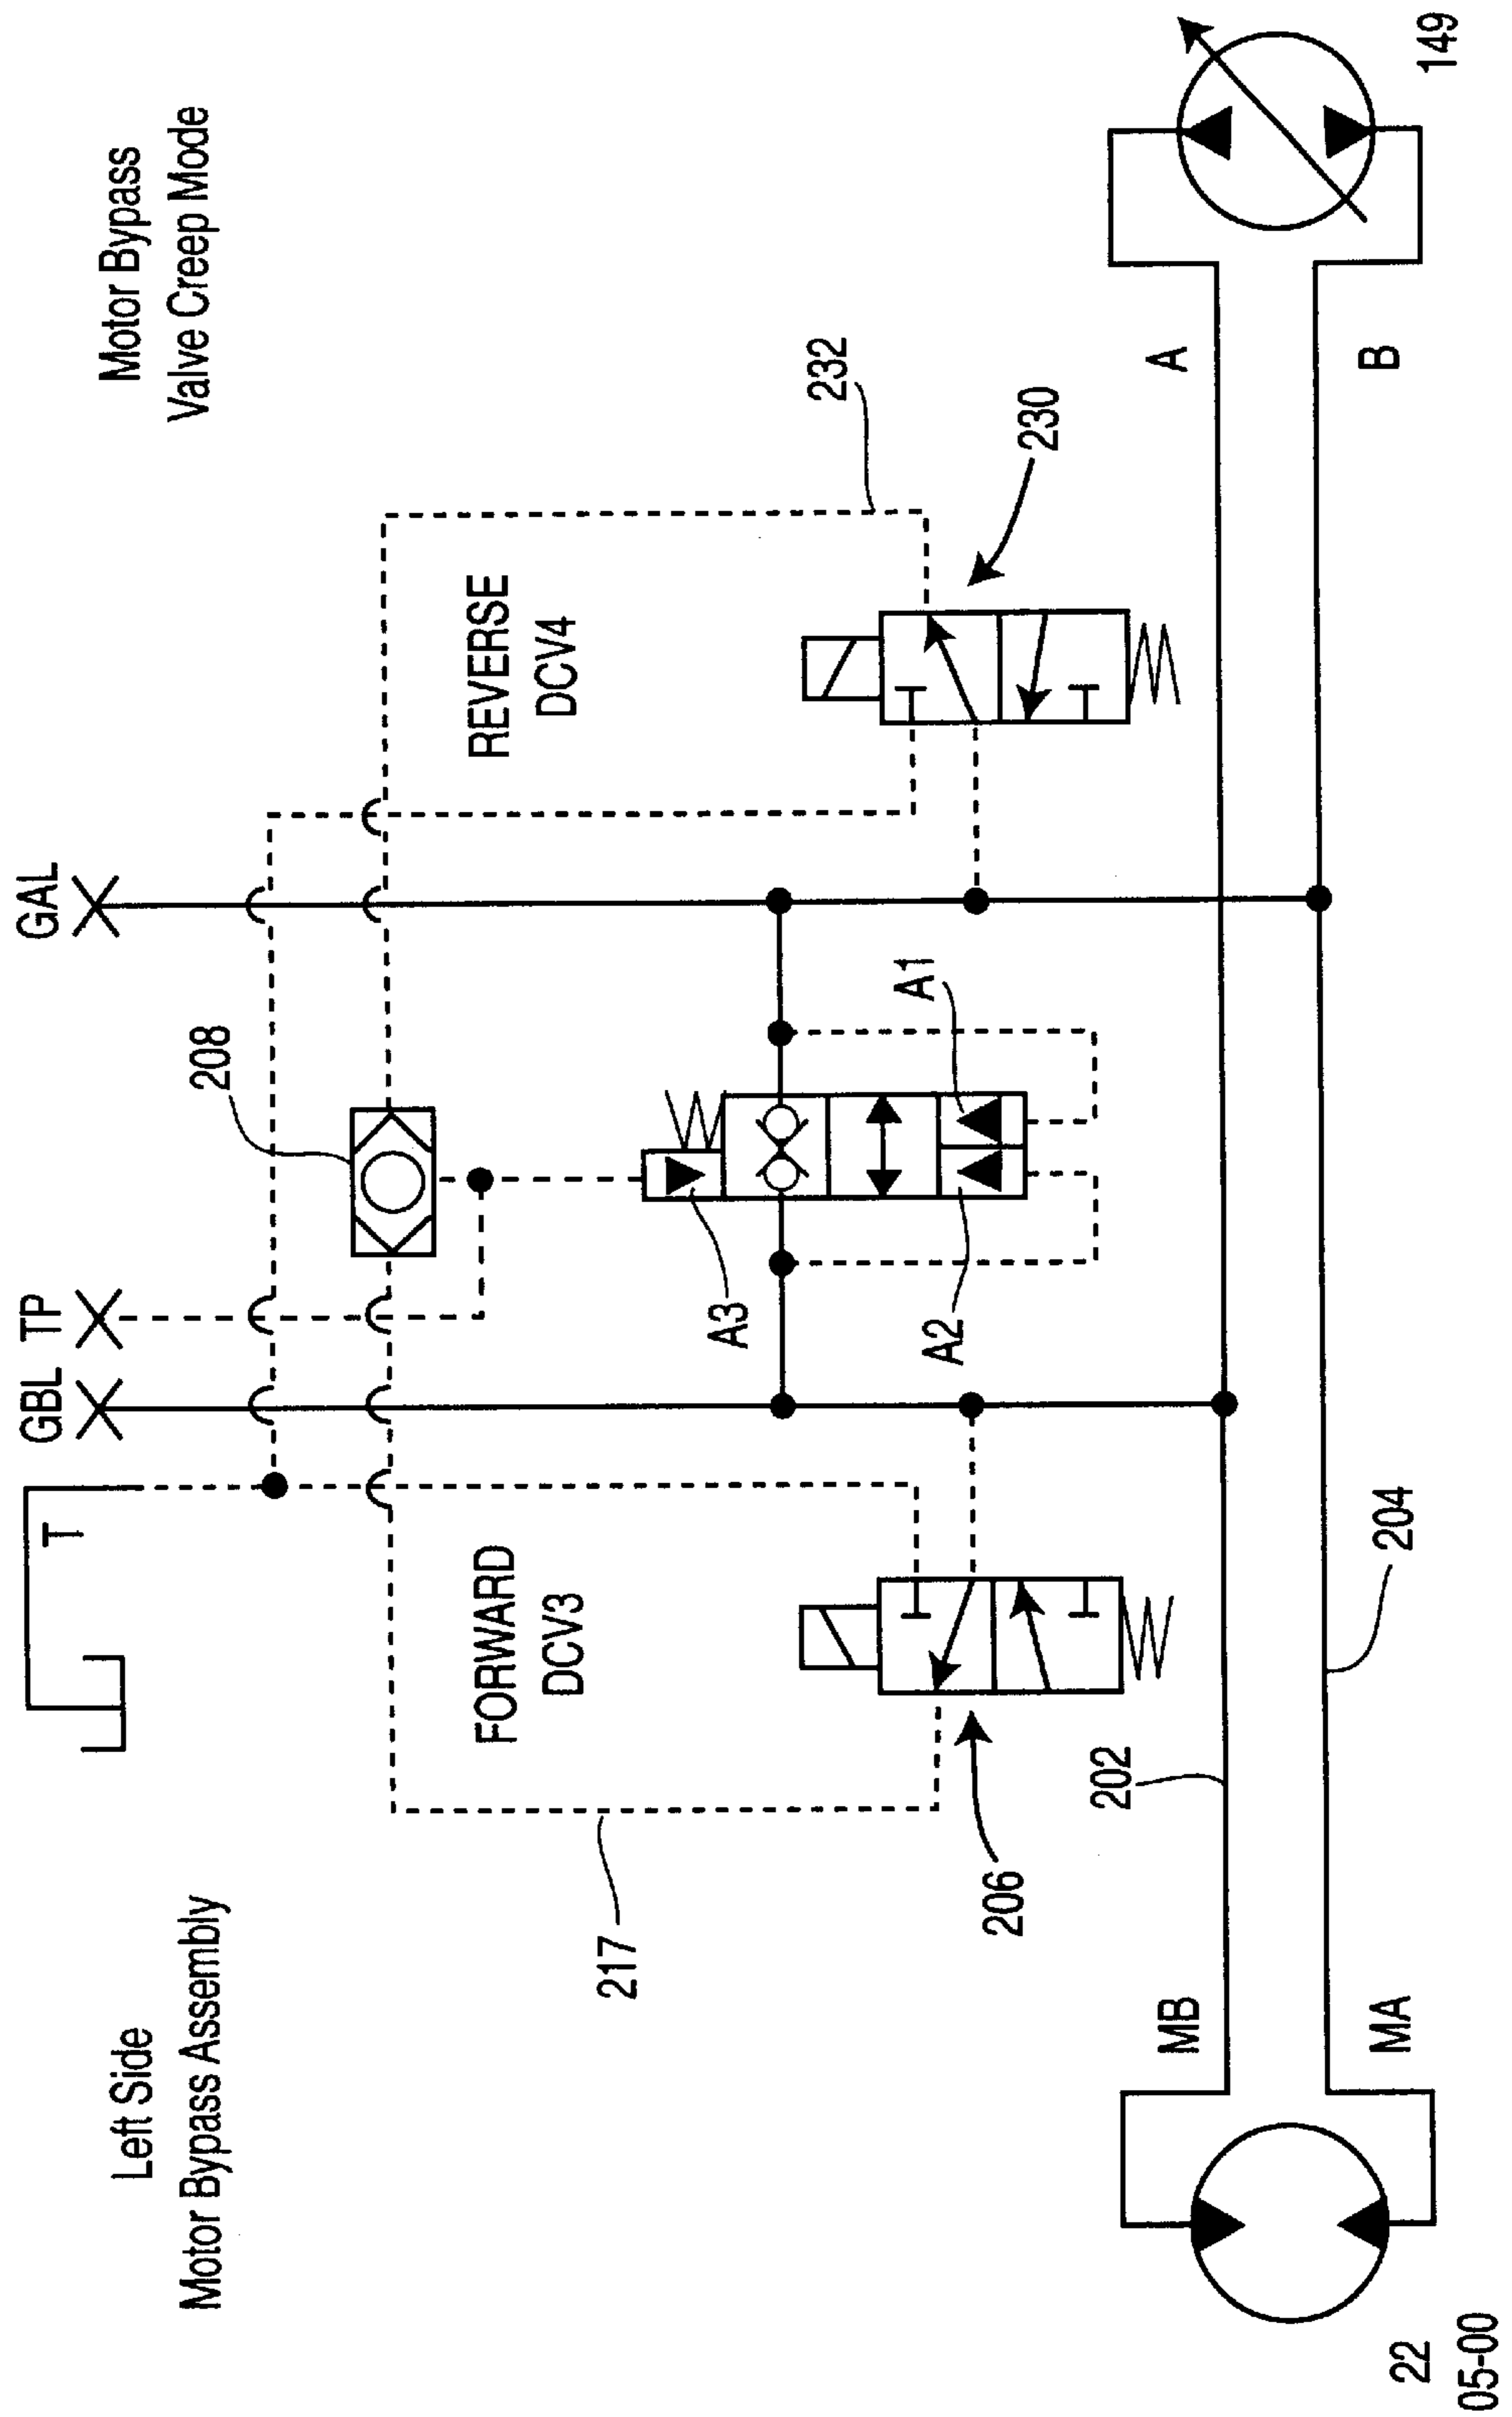 Left Side
Motor Bypass Assembly
Motor Bypass
Valve Creep Mode
T
GBL
TP
GAL
208
FORWARD
DCV3
REVERSE
DCV4
217
232
A3
A2
A1
206
230
202
204
MB
MA
A
B
22
05-00
149